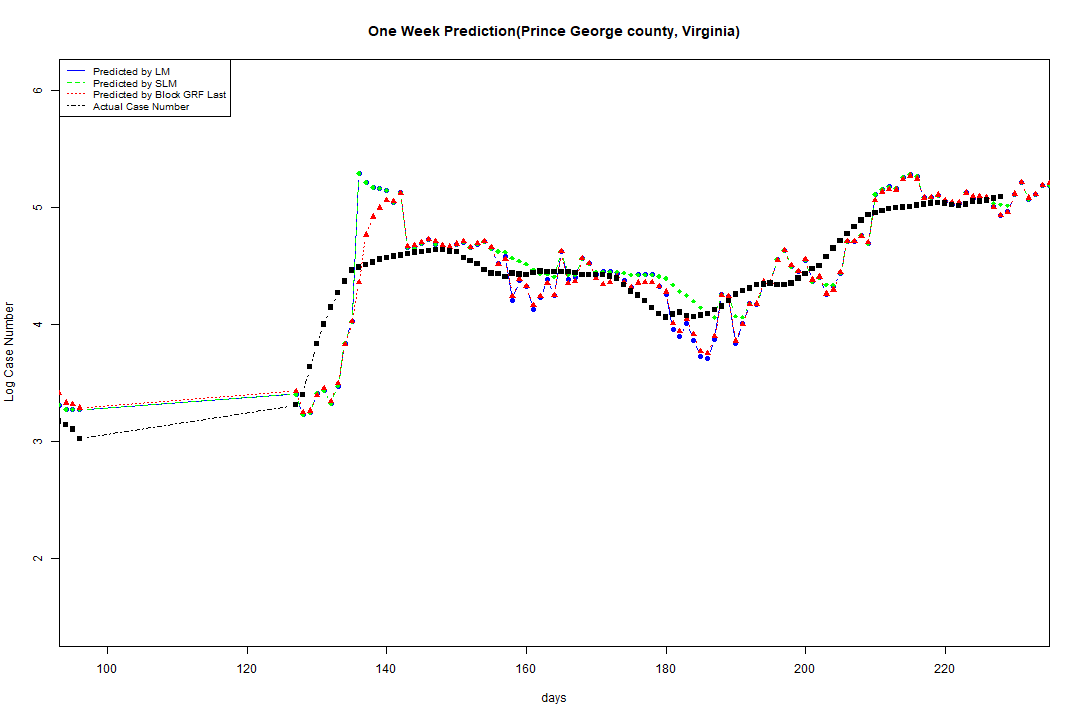 One Week Prediction(Prince George county, Virginia)
Predicted by LM
Predicted by SLM
Predicted by Block GRF Last
Actual Case Number
6
5
4
3
2
Log Case Number
100 120 140 160 180 200 220
days